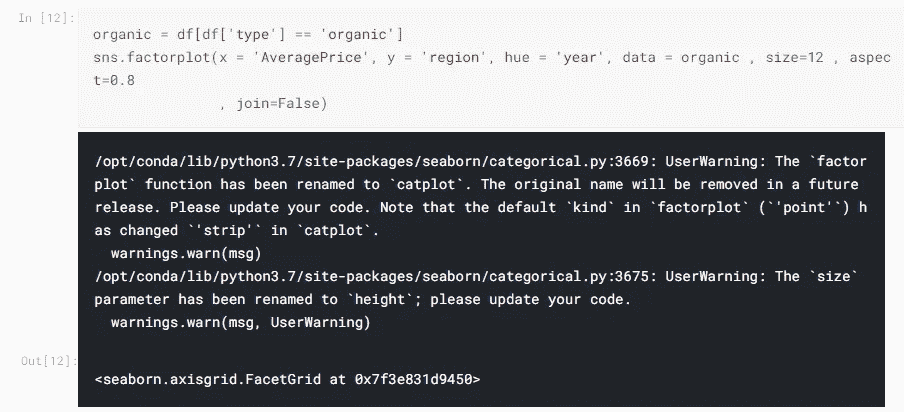 In [12]:
organic = df[df['type'] == 'organic']
sns.factorplot(x = 'AveragePrice', y = 'region', hue = 'year', data = organic , size=12 , aspec
t=0.8
, join=False)
/opt/conda/lib/python3.7/site-packages/seaborn/categorical.py:3669: UserWarning: The `factor
plot` function has been renamed to `catplot`. The original name will be removed in a future
release. Please update your code. Note that the default `kind` in `factorplot` (`'point'`) h
as changed `'strip'` in `catplot`.
warnings.warn(msg)
/opt/conda/lib/python3.7/site-packages/seaborn/categorical.py:3675: UserWarning: The `size`
parameter has been renamed to `height`; please update your code.
warnings.warn(msg, UserWarning)
Out[12]:
<seaborn.axisgrid.FacetGrid at 0x7f3e831d9450>